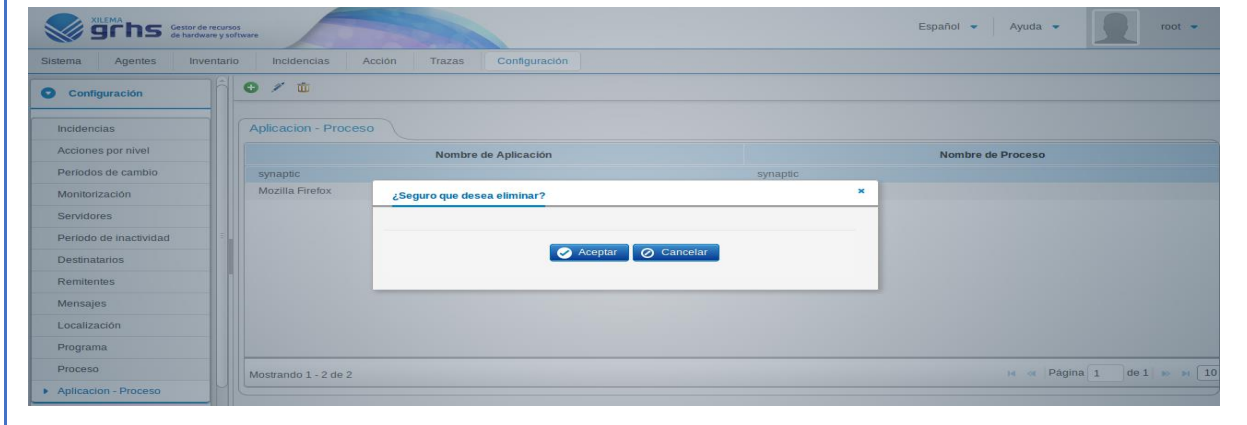 XILEMA
grhs Gestor de recursos de hardware y software
Español Ayuda root
Sistema Agentes Inventario Incidencias Acción Trazas Configuración
Configuración
Incidencias
Acciones por nivel
Periodos de cambio
Monitorización
Servidores
Periodo de inactividad
Destinatarios
Remitentes
Mensajes
Localización
Programa
Proceso
Aplicacion - Proceso
Aplicacion - Proceso
Nombre de Aplicación Nombre de Proceso
synaptic synaptic
Mozilla Firefox
¿Seguro que desea eliminar?
Aceptar Cancelar
Mostrando 1 - 2 de 2 Página 1 de 1 10